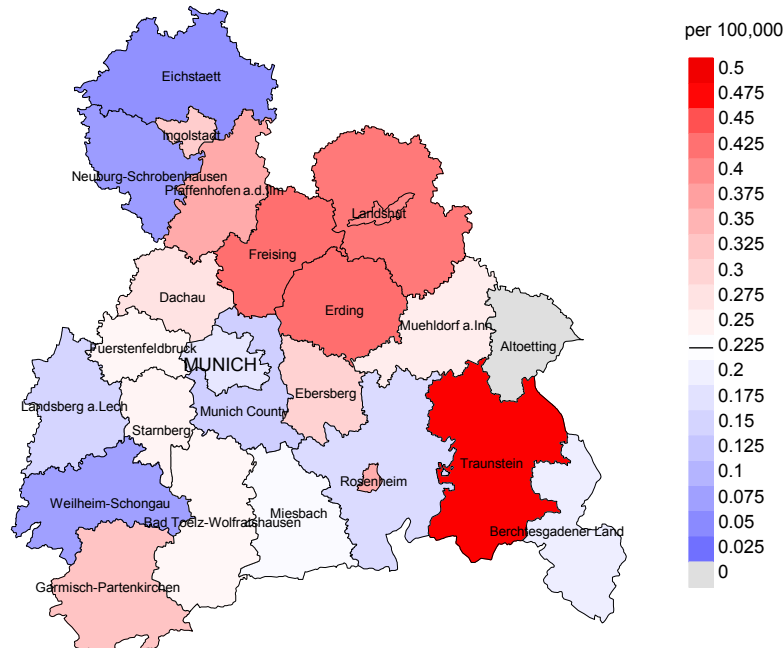 per 100,000
0.5
0.475
0.45
0.425
0.4
0.375
0.35
0.325
0.3
0.275
0.25
0.225
0.2
0.175
0.15
0.125
0.1
0.075
0.05
0.025
0
Eichstaett
Ingolstadt
Neuburg-Schrobenhausen
Pfaffenhofen a.d.Ilm
Landshut
Freising
Dachau
Erding
Muehldorf a.Inn
Fuerstenfeldbruck
Altoetting
MUNICH
Ebersberg
Landsberg a.Lech
Munich County
Starnberg
Traunstein
Rosenheim
Weilheim-Schongau
Miesbach
Bad Toelz-Wolfratshausen
Berchtesgadener Land
Garmisch-Partenkirchen